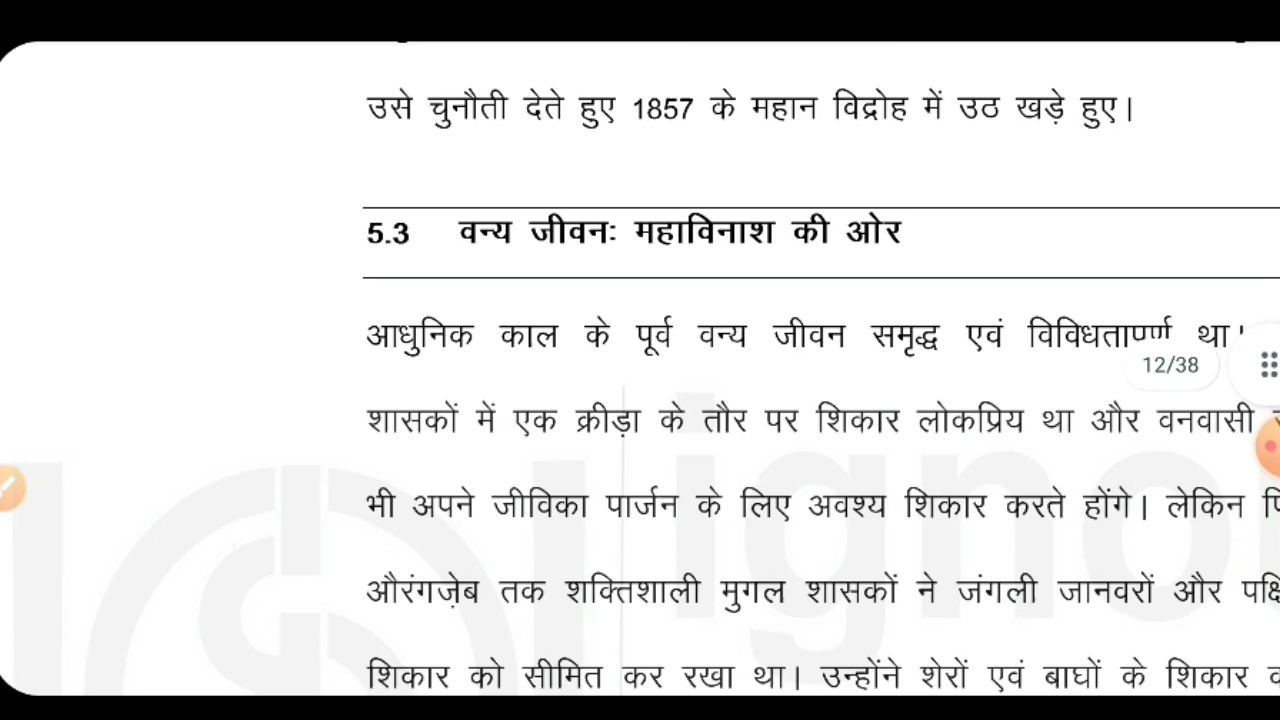 उसे चुनौती देते हुए 1857 के महान विद्रोह में उठ खड़े हुए।
5.3 वन्य जीवनः महाविनाश की ओर
आधुनिक काल के पूर्व वन्य जीवन समृद्ध एवं विविधतापूर्ण था।
12/38
शासकों में एक क्रीड़ा के तौर पर शिकार लोकप्रिय था और वनवासी
भी अपने जीविका पार्जन के लिए अवश्य शिकार करते होंगे। लेकिन
औरंगज़ेब तक शक्तिशाली मुगल शासकों ने जंगली जानवरों और
शिकार को सीमित कर रखा था। उन्होंने शेरों एवं बाघों के शिकार
ignou